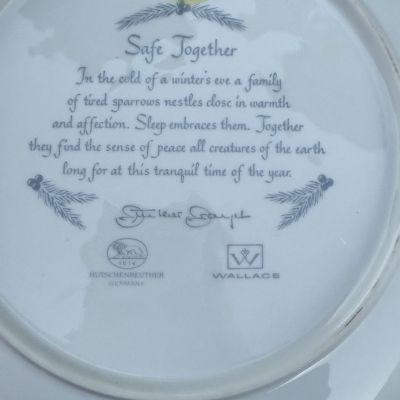 Safe Together
In the cold of a winter's eve a family
of tired sparrows nestles close in warmth
and affection. Sleep embraces them. Together
they find the sense of peace all creatures of the earth
long for at this tranquil time of the year.
1814
HUTSCHENREUTHER
GERMANY
W
WALLACE